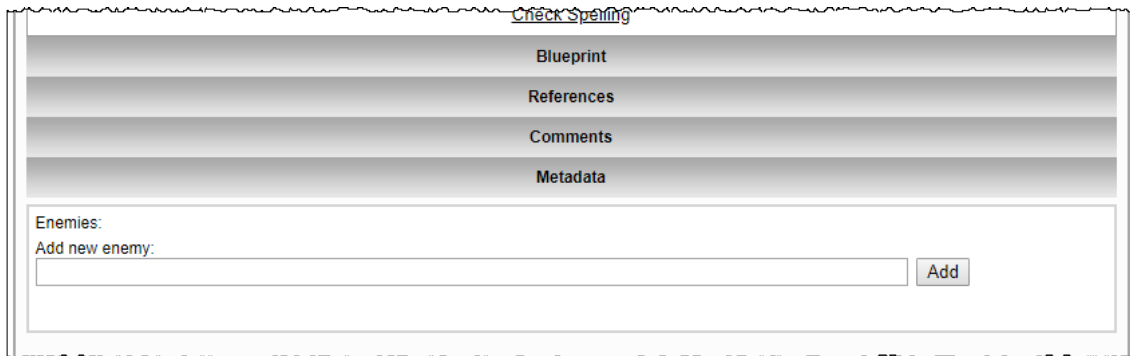 Check Spelling
Blueprint
References
Comments
Metadata
Enemies:
Add new enemy:
Add